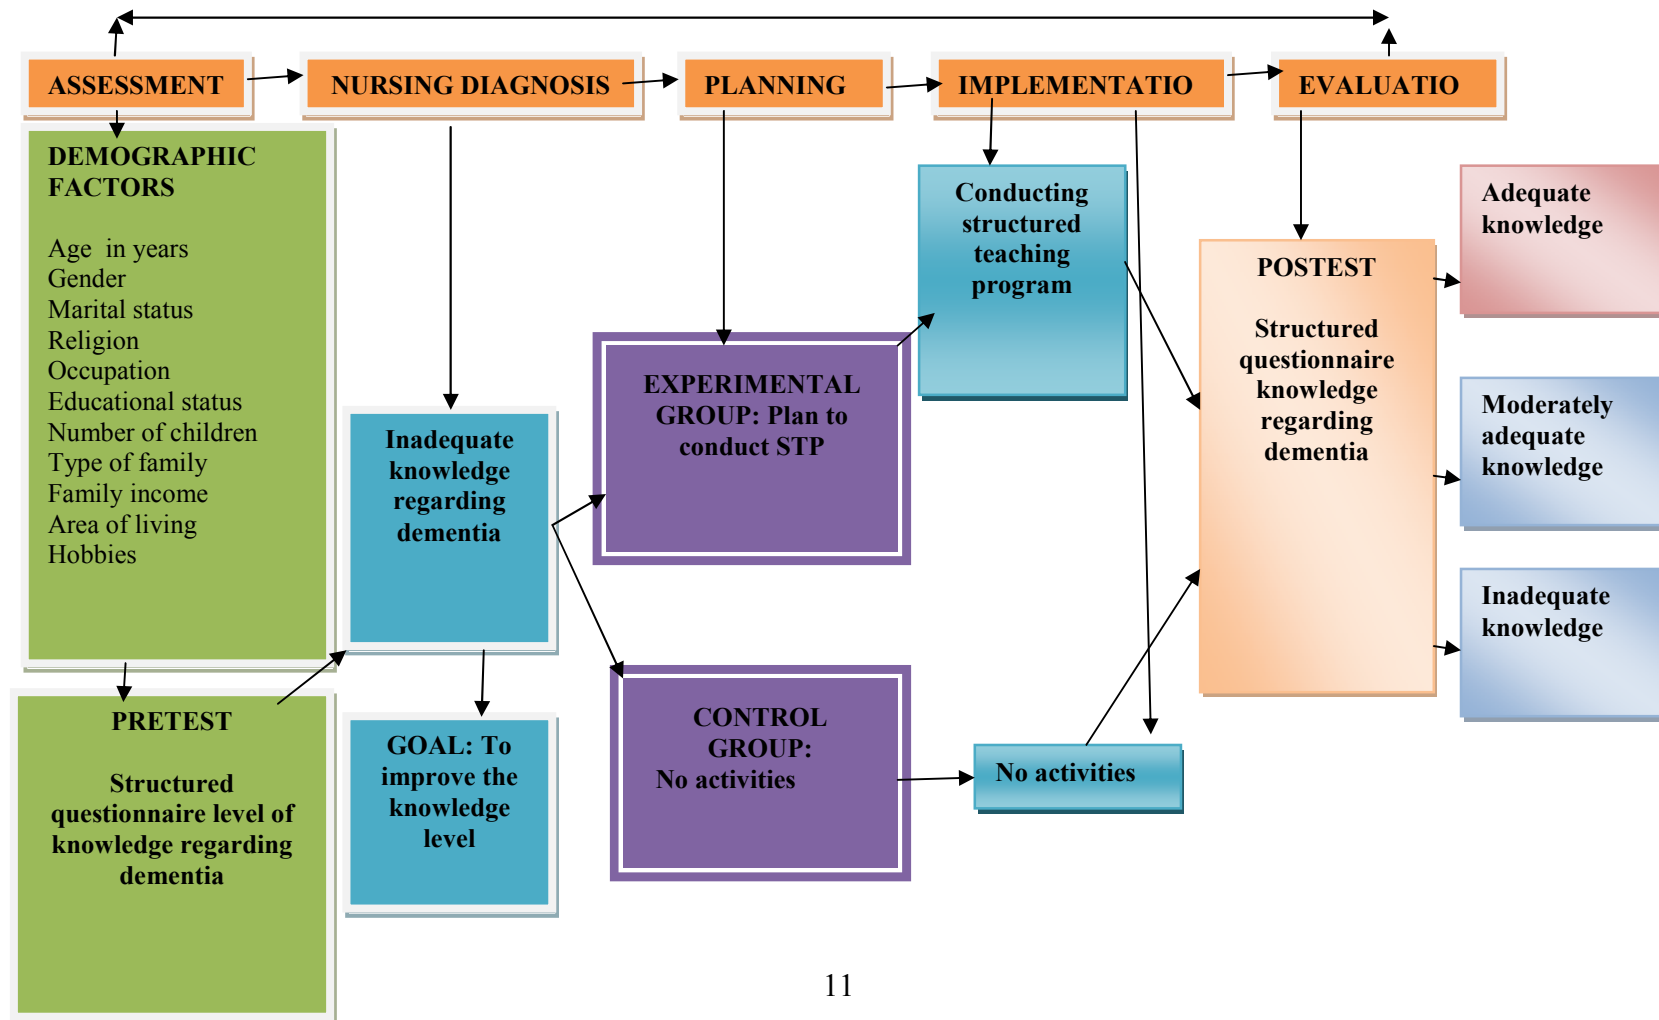 ASSESSMENT
NURSING DIAGNOSIS
PLANNING
IMPLEMENTATIO
EVALUATIO
DEMOGRAPHIC
FACTORS
Age  in years
Gender
Marital status
Religion
Occupation
Educational status
Number of children
Type of family
Family income
Area of living
Hobbies
PRETEST
Structured
questionnaire level of
knowledge regarding
dementia
Inadequate
knowledge
regarding
dementia
GOAL: To
improve the
knowledge
level
EXPERIMENTAL
GROUP: Plan to
conduct STP
CONTROL
GROUP:
No activities
Conducting
structured
teaching
program
No activities
POSTEST
Structured
questionnaire
knowledge
regarding
dementia
Adequate
knowledge
Moderately
adequate
knowledge
Inadequate
knowledge
11